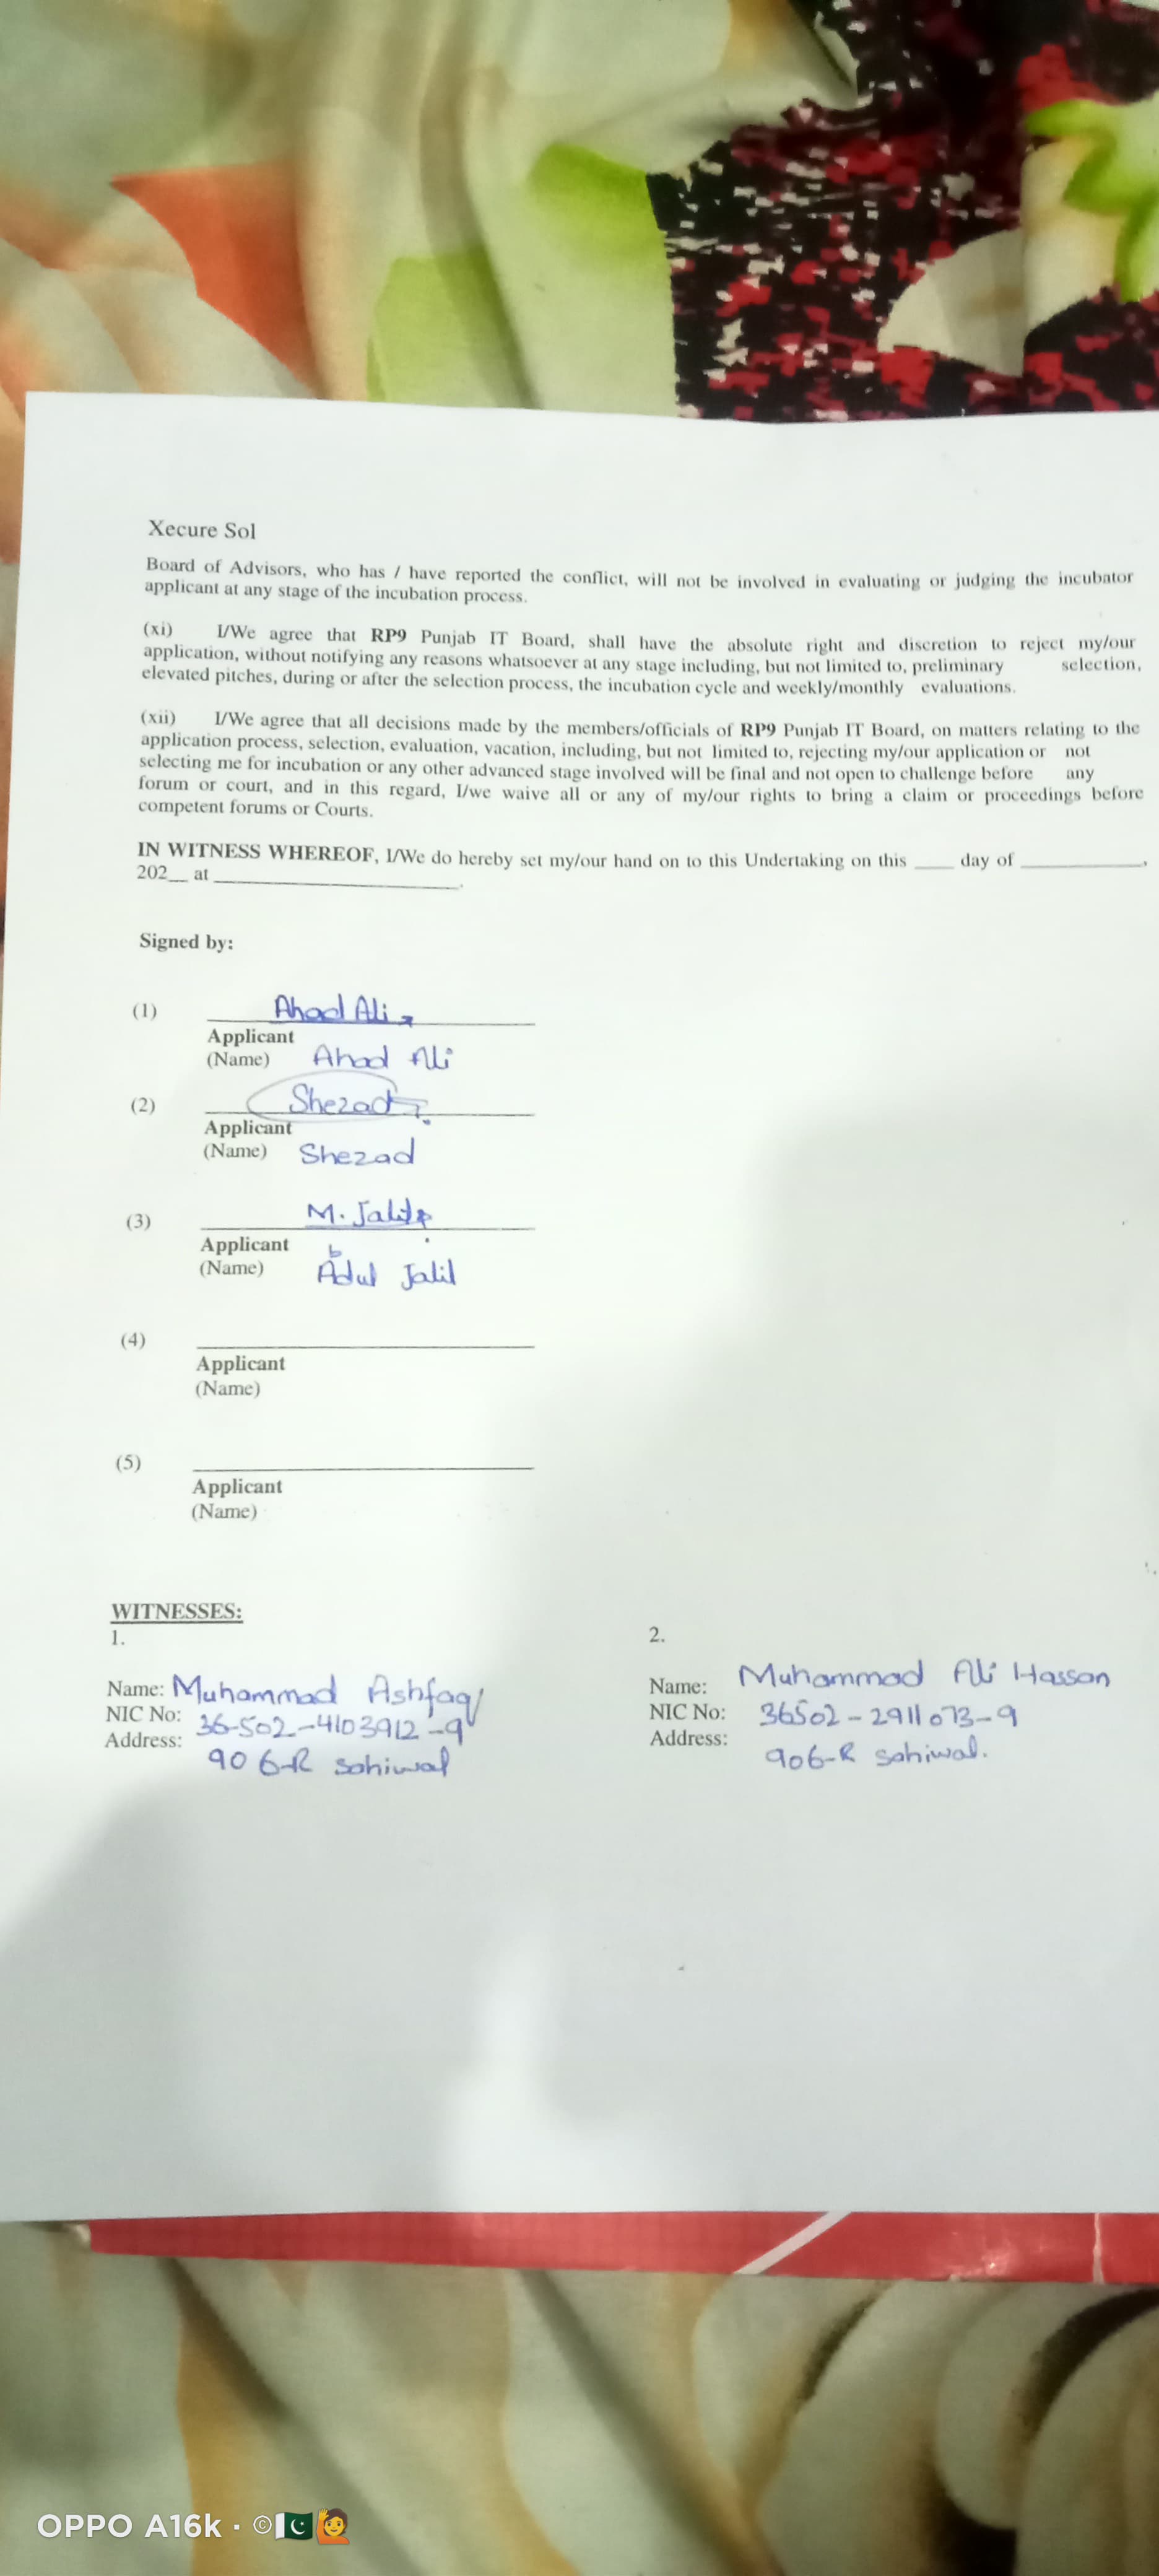 Xecure Sol
Board of Advisors, who has / have reported the conflict, will not be involved in evaluating or judging the incubator
applicant at any stage of the incubation process.
(xi) I/We agree that RP9 Punjab IT Board, shall have the absolute right and discretion to reject my/our
application, without notifying any reasons whatsoever at any stage including, but not limited to, preliminary selection,
elevated pitches, during or after the selection process, the incubation cycle and weekly/monthly evaluations.
(xii) I/We agree that all decisions made by the members/officials of RP9 Punjab IT Board, on matters relating to the
application process, selection, evaluation, vacation, including, but not limited to, rejecting my/our application or not
selecting me for incubation or any other advanced stage involved will be final and not open to challenge before any
forum or court, and in this regard, I/we waive all or any of my/our rights to bring a claim or proceedings before
competent forums or Courts.
IN WITNESS WHEREOF, I/We do hereby set my/our hand on to this Undertaking on this ____ day of ____________,
202__ at ________________________.
Signed by:
(1) Ahad Ali
Applicant
(Name) Ahad Ali
(2) Shezad
Applicant
(Name) Shezad
(3) M. Jalil
Applicant
(Name) Abdul Jalil
(4)
Applicant
(Name)
(5)
Applicant
(Name)
WITNESSES:
1.
Name: Muhammad Ashfaq
NIC No: 36-502-4103912-9
Address:
906-R Sahiwal
2.
Name: Muhammad Ali Hassan
NIC No: 36502-2911073-9
Address:
906-R Sahiwal.
OPPO A16k · ©🇵🇰🙋